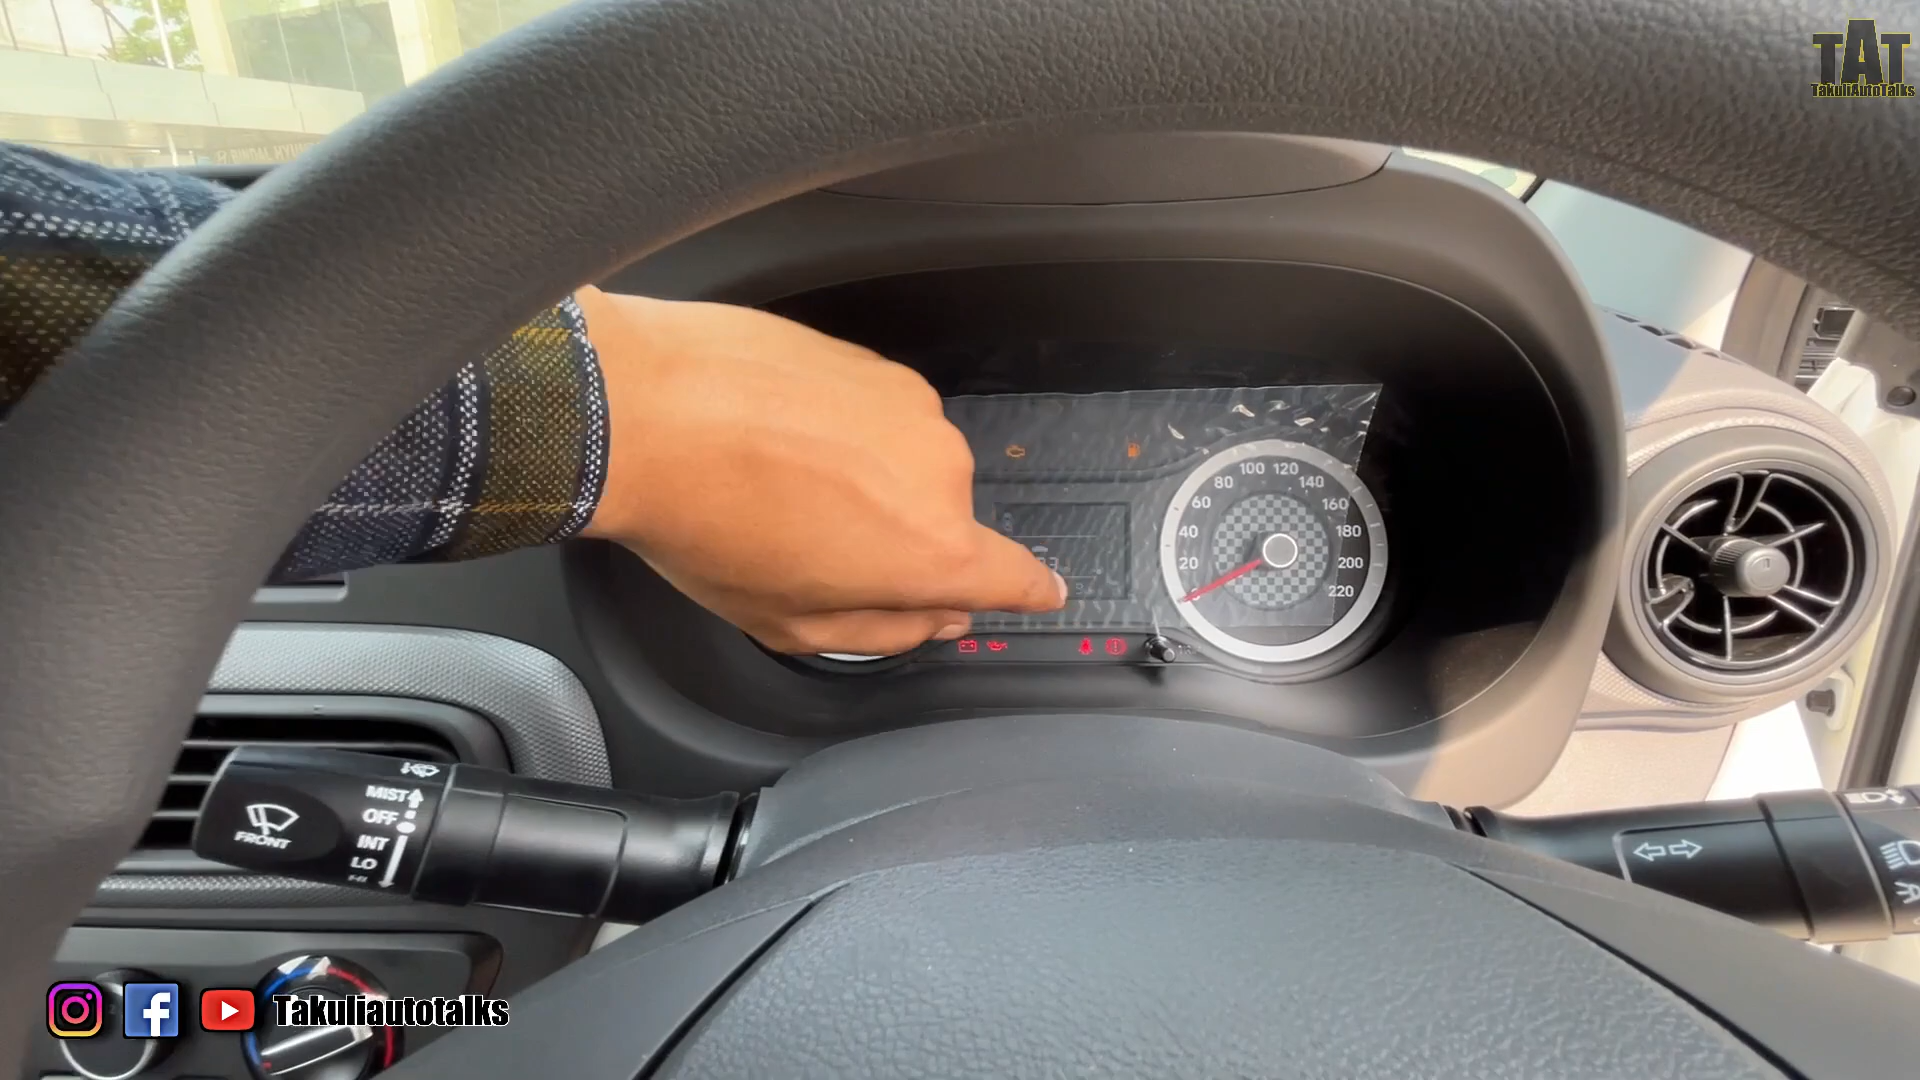 TAT
TakuliAutoTalks
100 120
80 140
60 160
40 180
20 200
220
MIST
OFF
INT
LO
FRONT
Takuliautotalks